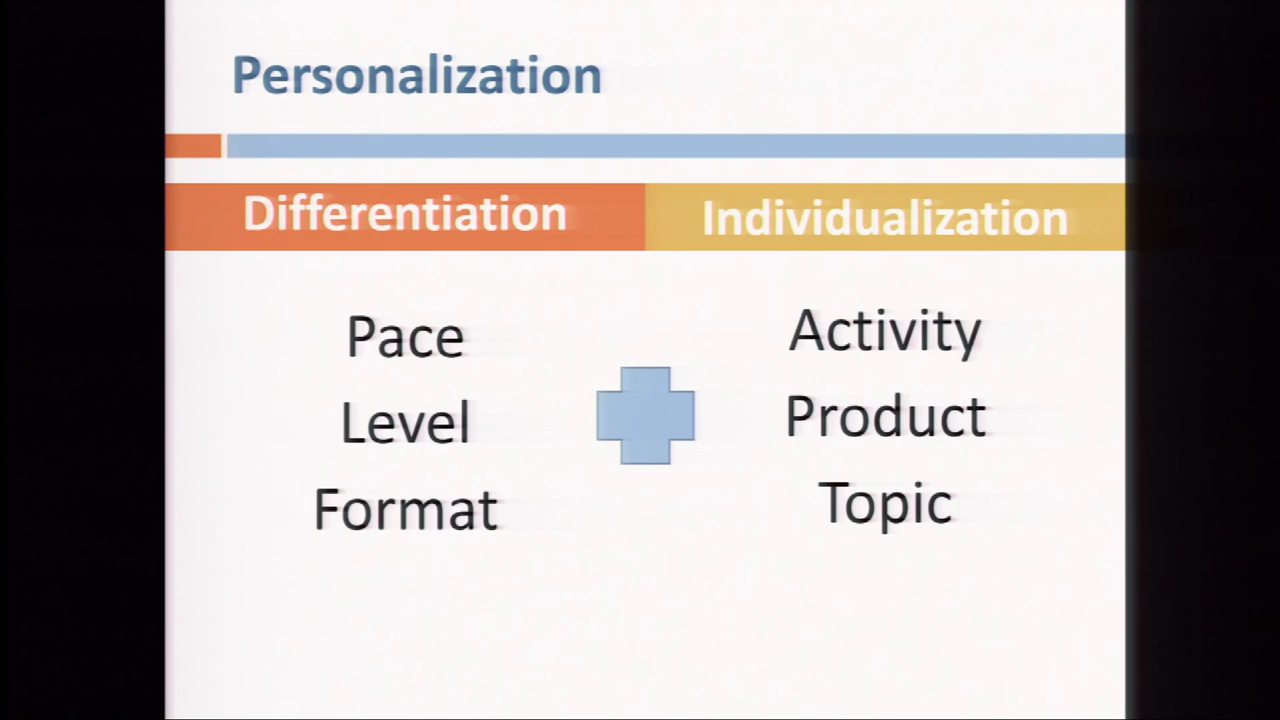 Personalization
Differentiation
Individualization
Pace
Level
Format
Activity
Product
Topic